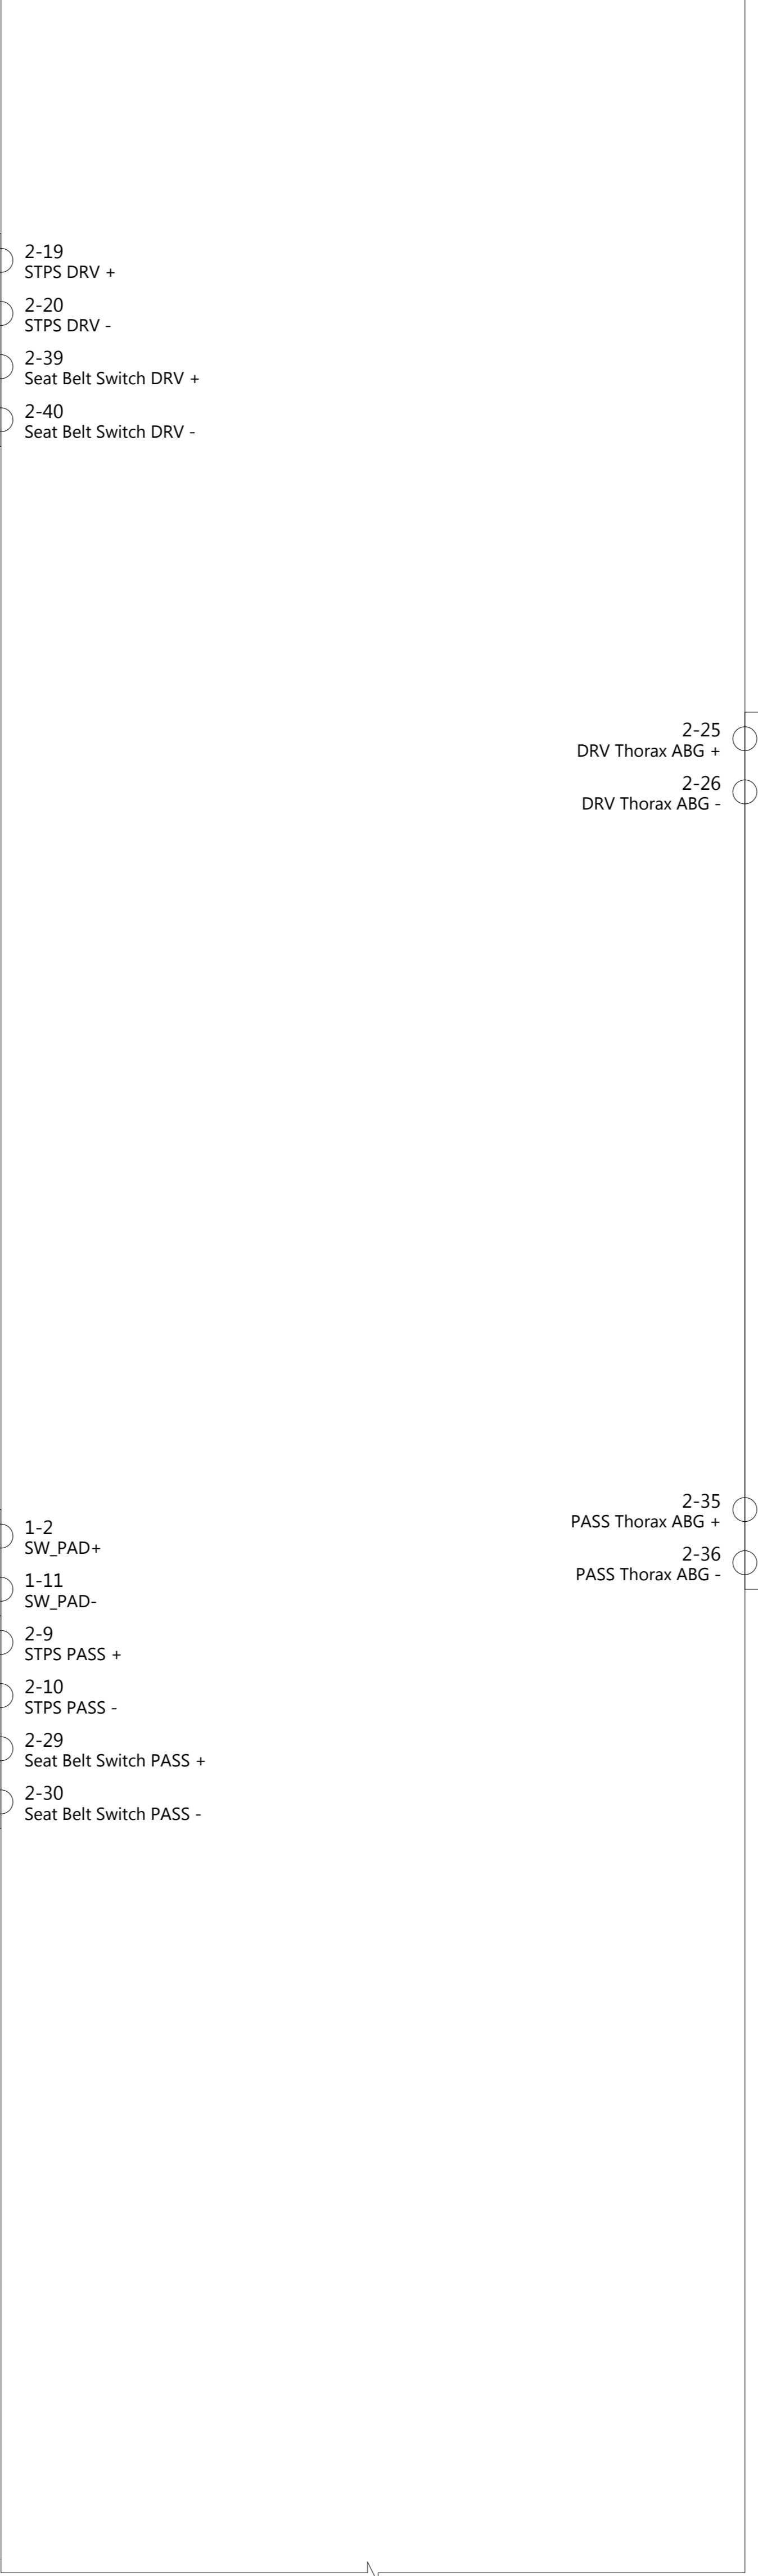 2-19
STPS DRV +
2-20
STPS DRV -
2-39
Seat Belt Switch DRV +
2-40
Seat Belt Switch DRV -
2-25
DRV Thorax ABG +
2-26
DRV Thorax ABG -
2-35
PASS Thorax ABG +
2-36
PASS Thorax ABG -
1-2
SW_PAD+
1-11
SW_PAD-
2-9
STPS PASS +
2-10
STPS PASS -
2-29
Seat Belt Switch PASS +
2-30
Seat Belt Switch PASS -